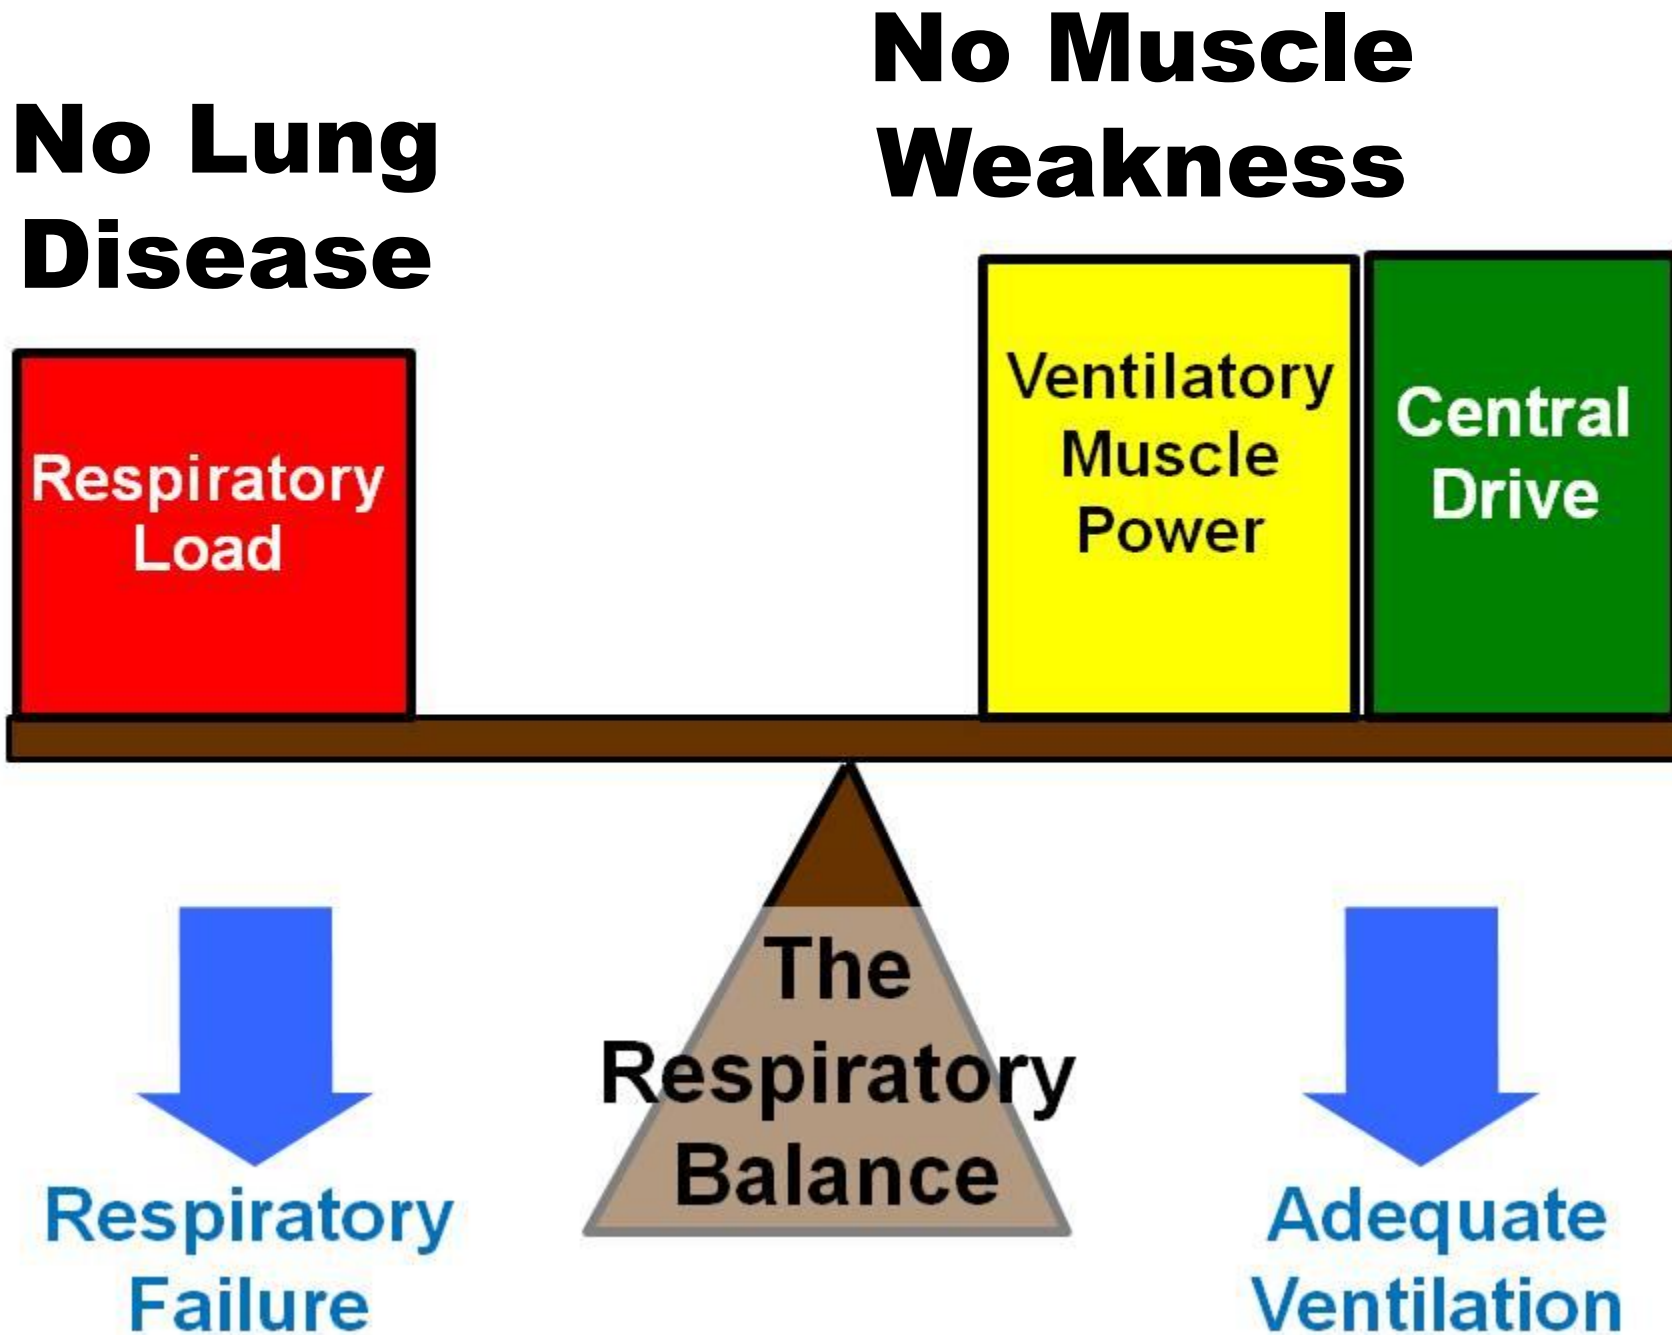 No Muscle
Weakness
No Lung
Disease
Respiratory
Load
Ventilatory
Muscle
Power
Central
Drive
The
Respiratory
Balance
Respiratory
Failure
Adequate
Ventilation